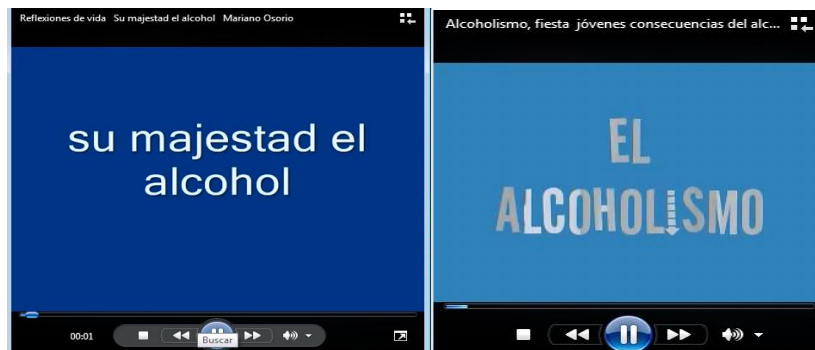 Reflexiones de vida Su majestad el alcohol Mariano Osorio
su majestad el
alcohol
00:01
Buscar
Alcoholismo, fiesta jóvenes consecuencias del alc...
EL
ALCOHOLISMO